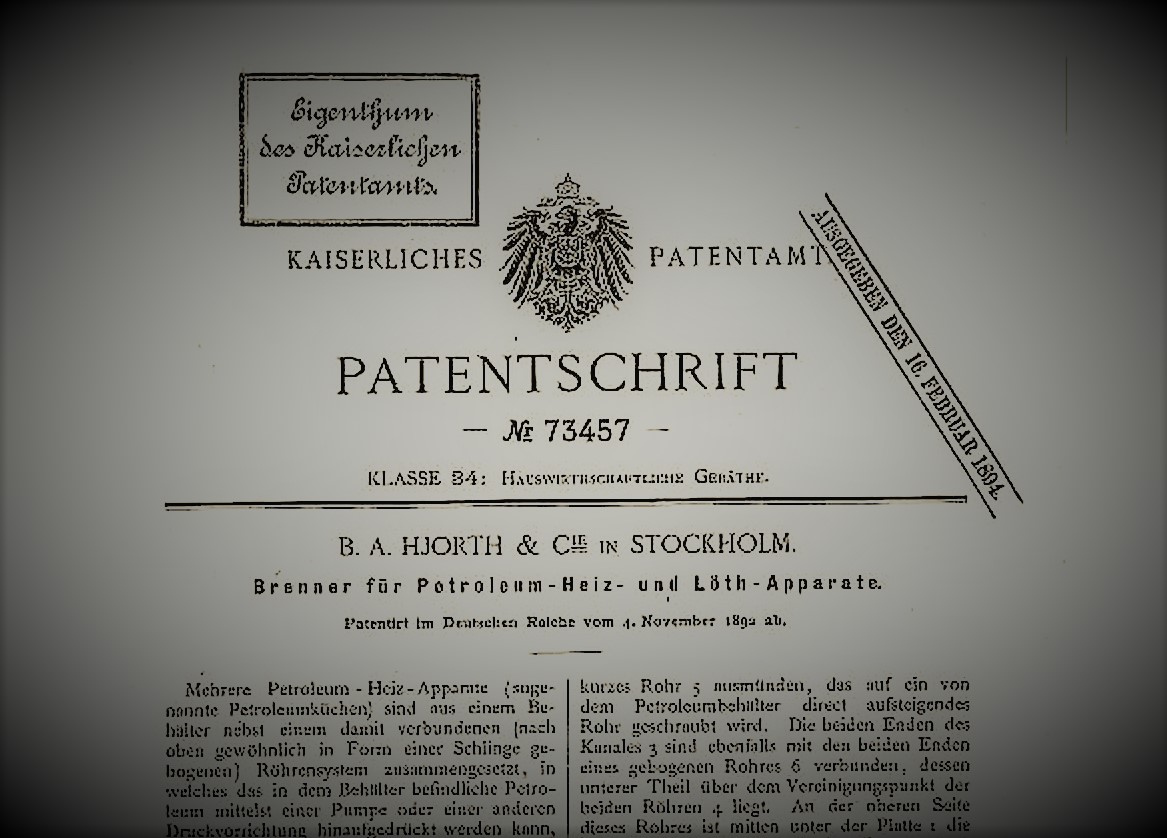 Eigenthum
des Kaiserlichen
Patentamts.
KAISERLICHES PATENTAMT
AUSGEGEBEN DEN 16. FEBRUAR 1894.
PATENTSCHRIFT
— № 73457 —
KLASSE 34: HAUSWIRTHSCHAFTLICHE GERÄTHE.
B. A. HJORTH & CIE IN STOCKHOLM.
Brenner für Petroleum-Heiz- und Löth-Apparate.
Patentirt im Deutschen Reiche vom 4. November 1892 ab.
Mehrere Petroleum-Heiz-Apparate (soge-
nannte Petroleumküchen) sind aus einem Be-
hälter nebst einem damit verbundenen (nach
oben gewöhnlich in Form einer Schlinge ge-
bogenen) Röhrensystem zusammengesetzt, in
welches das in dem Behälter befindliche Petro-
leum mittelst einer Pumpe oder einer anderen
Druckvorrichtung hinaufgedrückt werden kann,
kurzes Rohr 5 ausmünden, das auf ein von
dem Petroleumbehälter direct aufsteigendes
Rohr geschraubt wird. Die beiden Enden des
Kanales 3 sind ebenfalls mit den beiden Enden
eines gebogenen Rohres 6 verbunden, dessen
unterer Theil über dem Vereinigungspunkt der
beiden Röhren 4 liegt. An der oberen Seite
dieses Rohres ist mitten unter der Platte 1 die